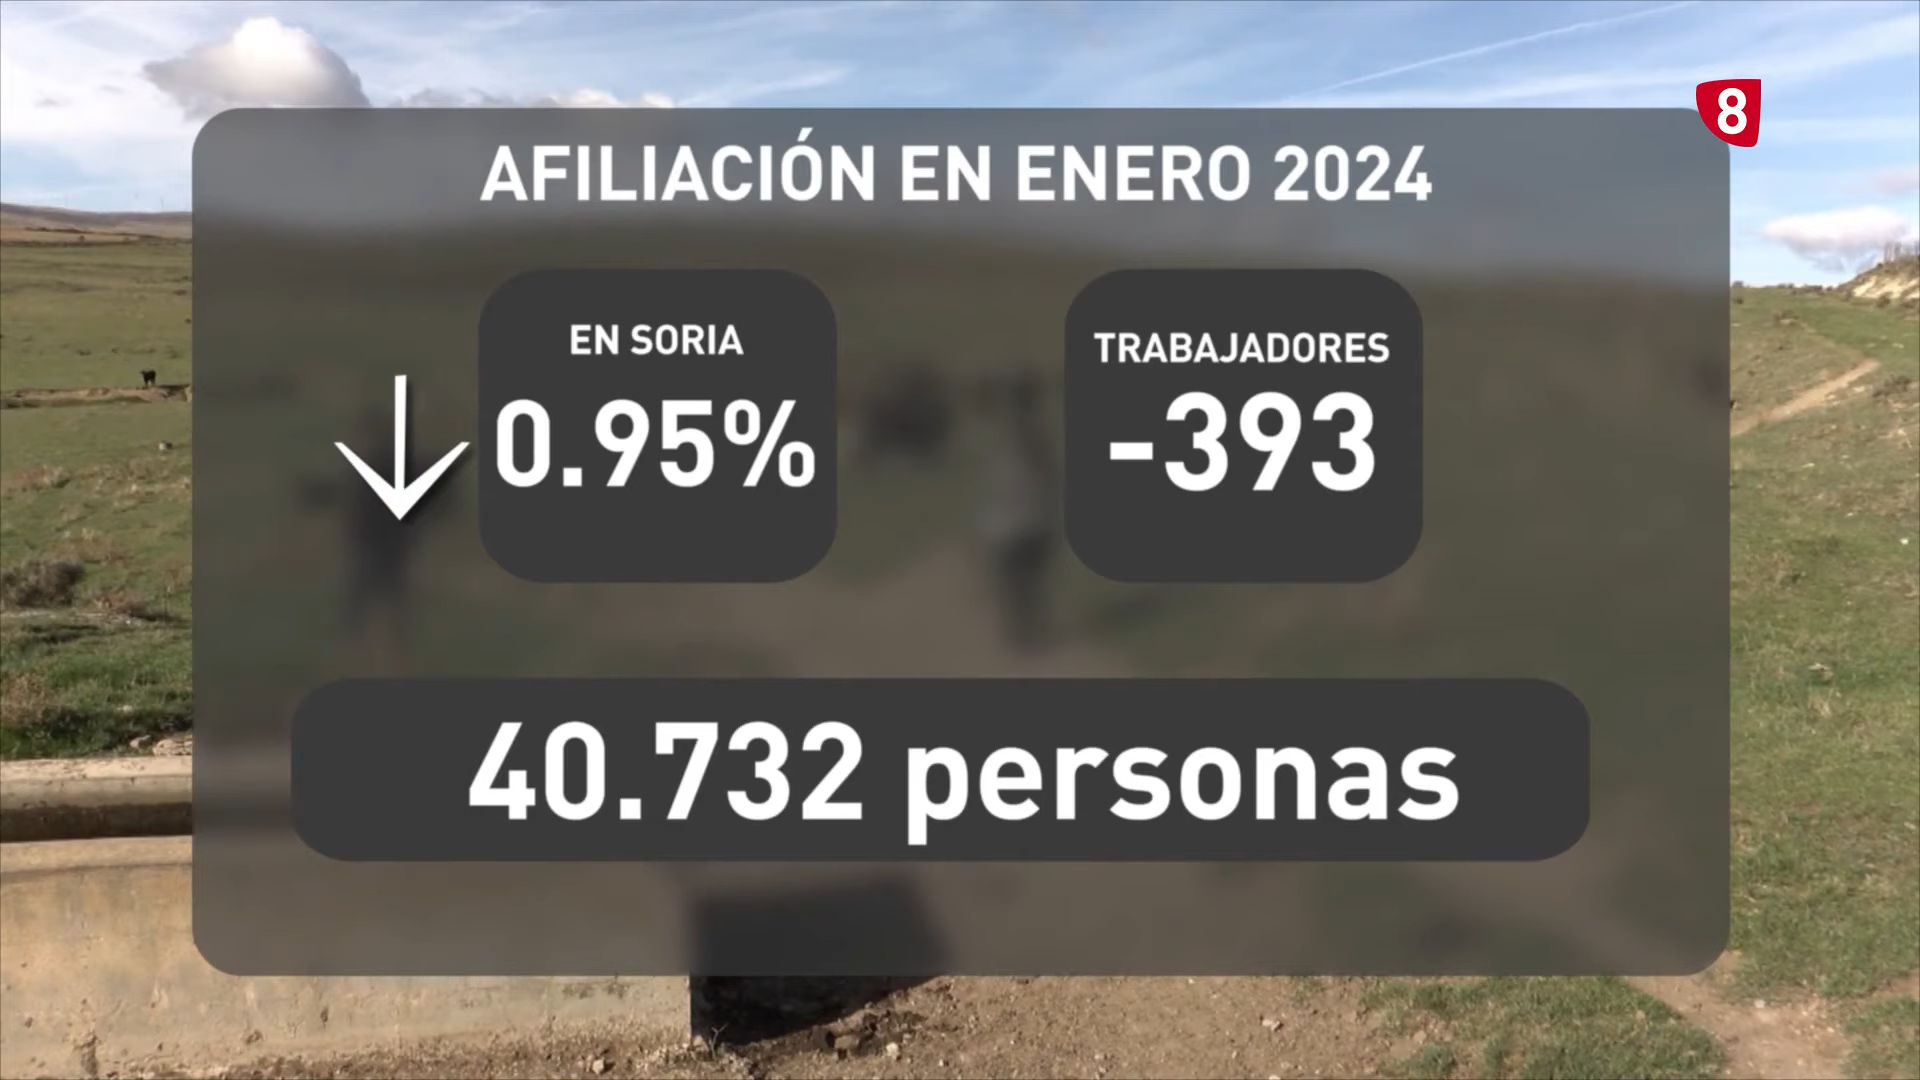 8
AFILIACIÓN EN ENERO 2024
EN SORIA
0.95%
TRABAJADORES
-393
40.732 personas